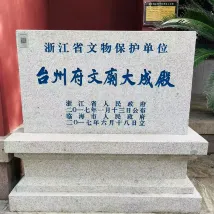 浙江省文物保护单位
台州府文庙大成殿
浙江省人民政府
二〇一七年一月十三日公布
临海市人民政府
二〇一七年六月十八日立